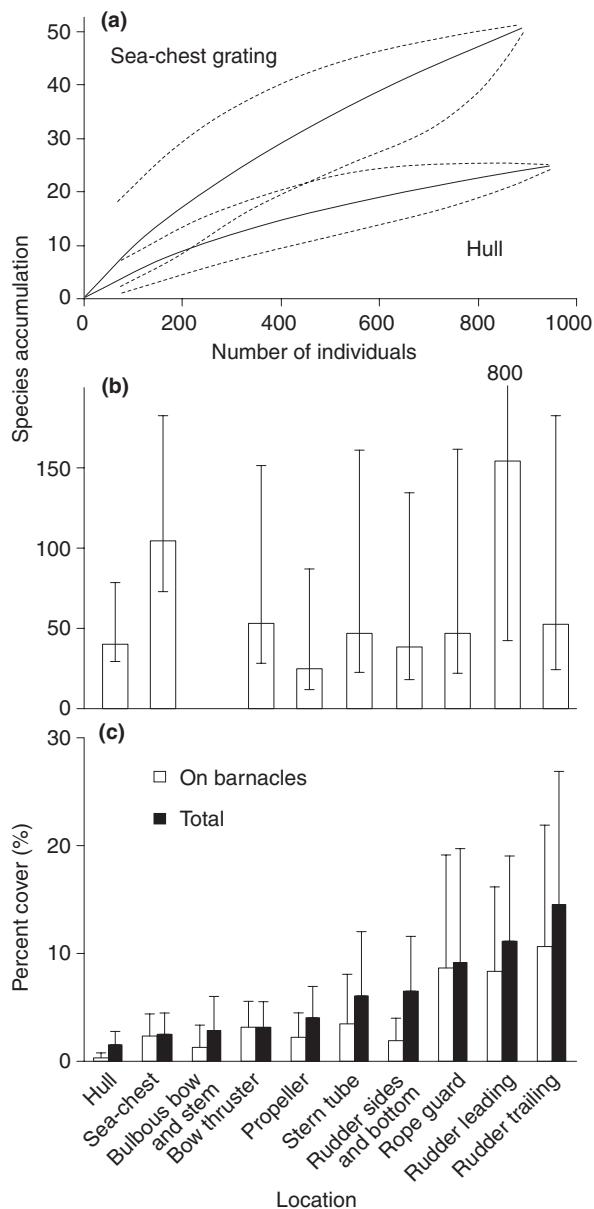 (a)
Sea-chest grating
Hull
50
40
30
20
10
0
0 200 400 600 800 1000
Number of individuals
Species accumulation
(b)
800
150
100
50
0
(c)
On barnacles
Total
30
20
10
0
Percent cover (%)
Hull
Sea-chest
Bulbous bow
and stem
Bow thruster
Propeller
Stern tube
Rudder sides
and bottom
Rope guard
Rudder leading
Rudder trailing
Location